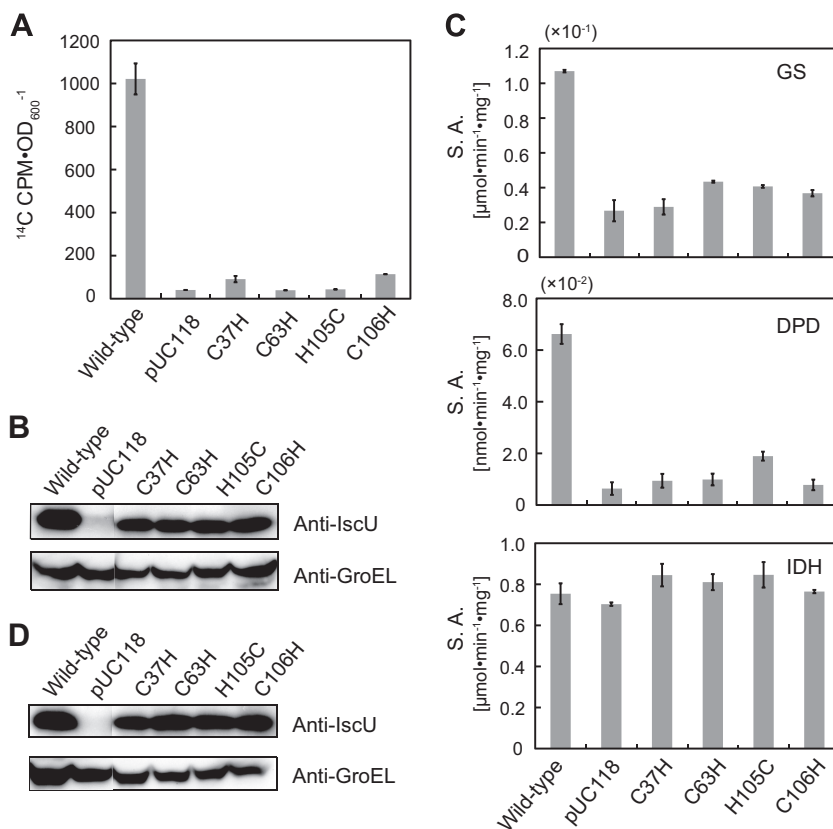 A
1200
1000
800
600
400
200
0
¹⁴C CPM•OD₆₀₀⁻¹
Wild-type
pUC118
C37H
C63H
H105C
C106H
B
Wild-type
pUC118
C37H
C63H
H105C
C106H
Anti-IscU
Anti-GroEL
D
Wild-type
pUC118
C37H
C63H
H105C
C106H
Anti-IscU
Anti-GroEL
C
(×10⁻¹)
GS
1.2
1.0
0.8
0.6
0.4
0.2
0
S. A.
[µmol•min⁻¹•mg⁻¹]
(×10⁻²)
DPD
8.0
6.0
4.0
2.0
0
S. A.
[nmol•min⁻¹•mg⁻¹]
IDH
1.0
0.8
0.6
0.4
0.2
0
S. A.
[µmol•min⁻¹•mg⁻¹]
Wild-type
pUC118
C37H
C63H
H105C
C106H